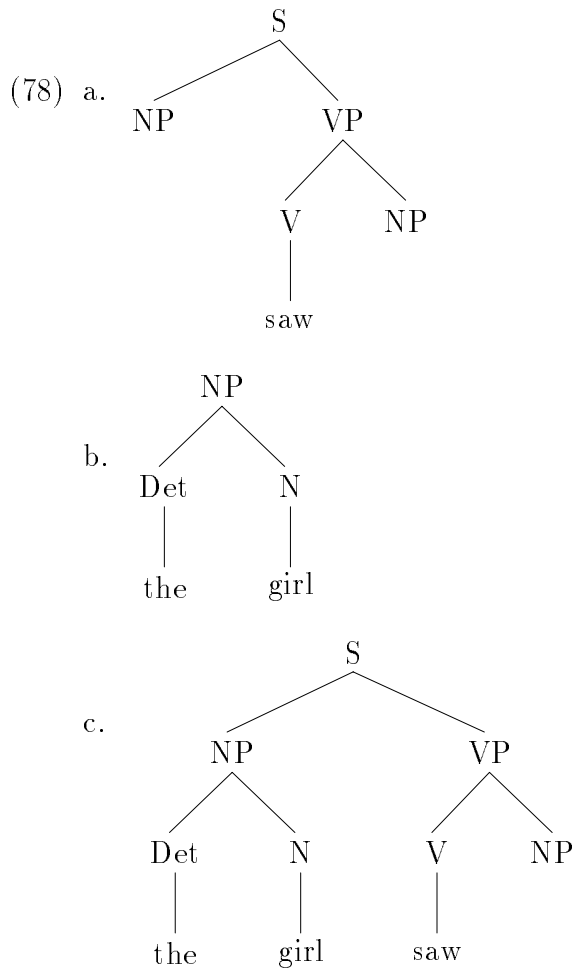 S
(78) a.
NP VP
V NP
saw
NP
b.
Det N
the girl
S
c.
NP VP
Det N V NP
the girl saw